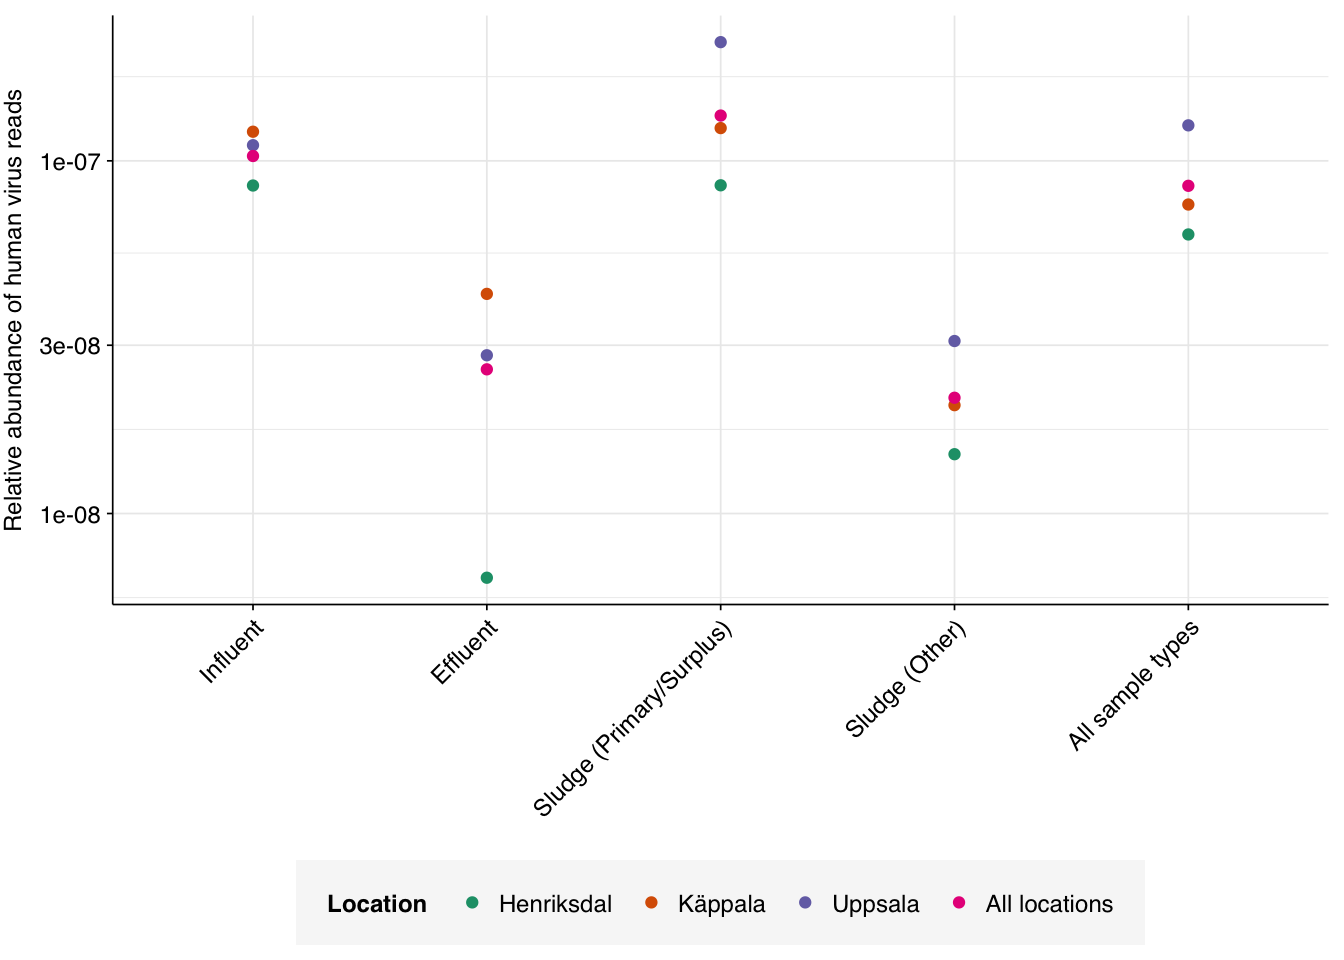 Relative abundance of human virus reads
1e-07
3e-08
1e-08
Influent
Effluent
Sludge (Primary/Surplus)
Sludge (Other)
All sample types
Location Henriksdal Käppala Uppsala All locations